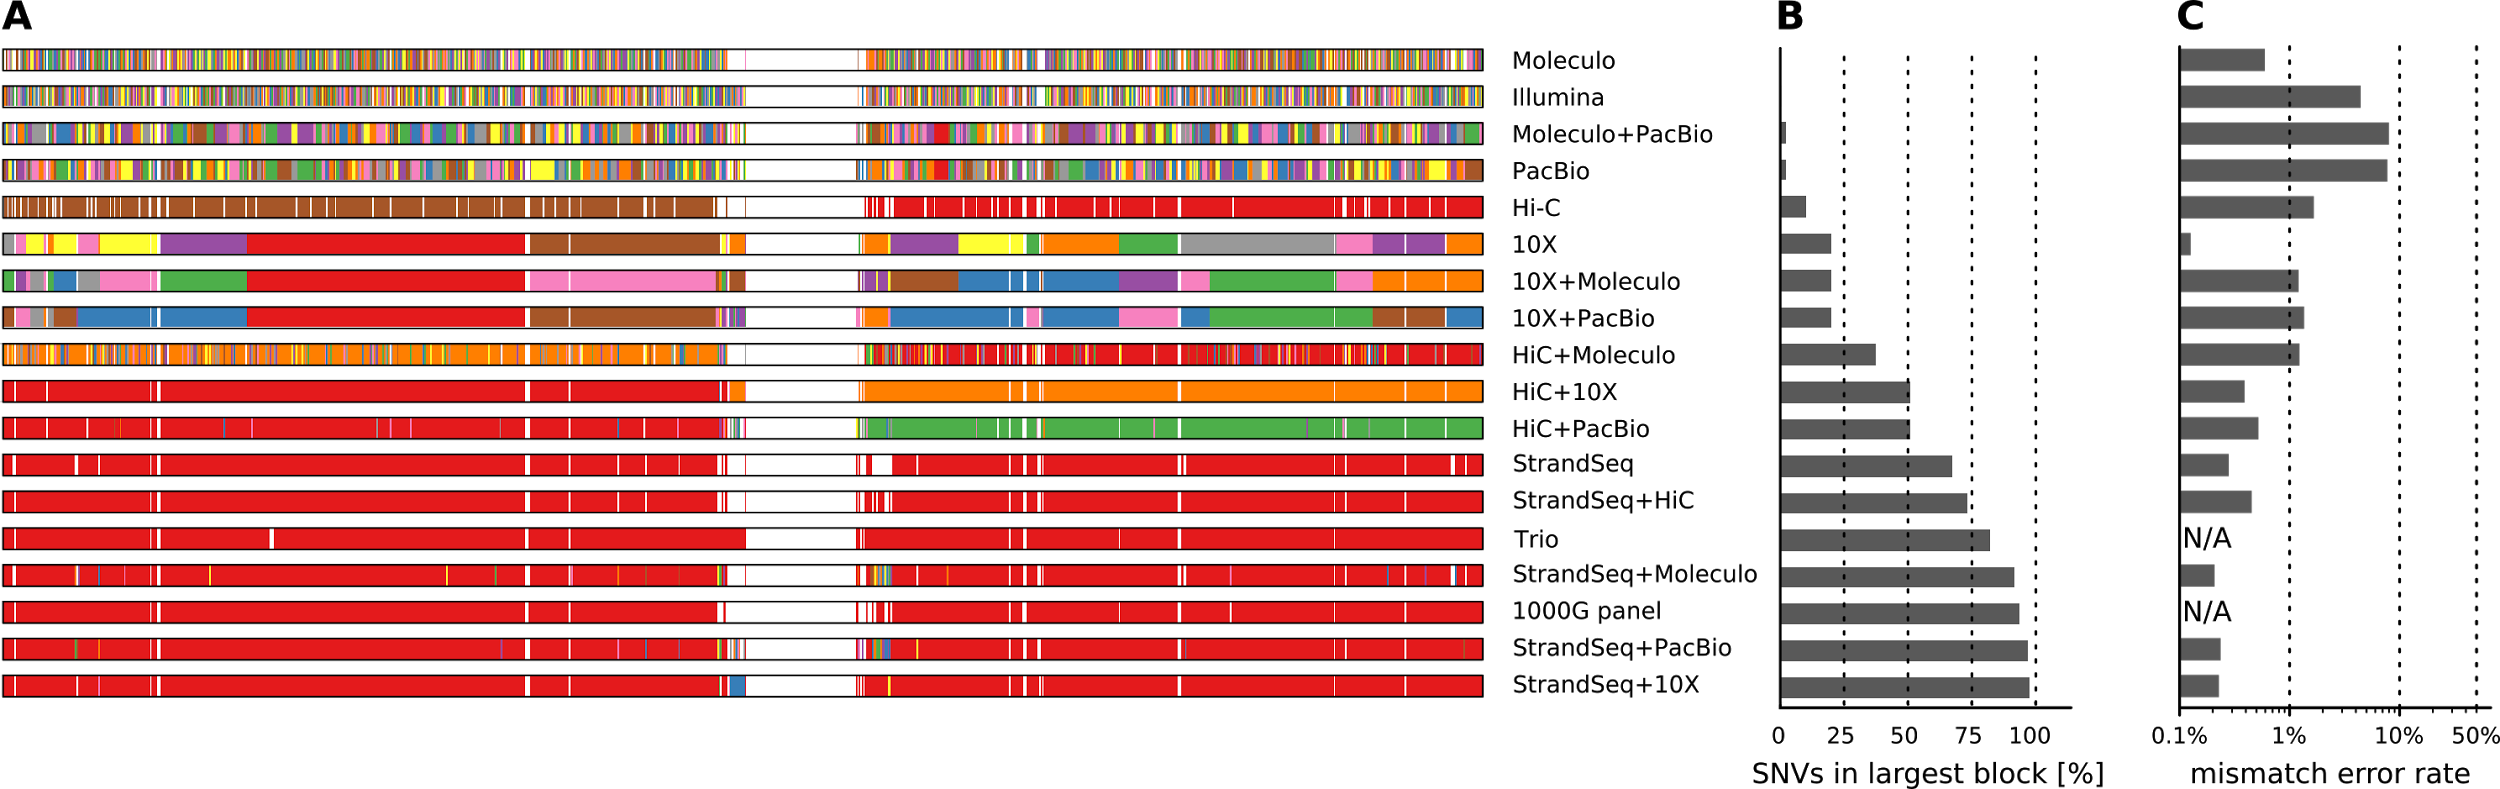 A
B
C
Moleculo
Illumina
Moleculo+PacBio
PacBio
Hi-C
10X
10X+Moleculo
10X+PacBio
HiC+Moleculo
HiC+10X
HiC+PacBio
StrandSeq
StrandSeq+HiC
Trio
N/A
StrandSeq+Moleculo
1000G panel
N/A
StrandSeq+PacBio
StrandSeq+10X
0 25 50 75 100
0.1% 1% 10% 50%
SNVs in largest block [%]
mismatch error rate